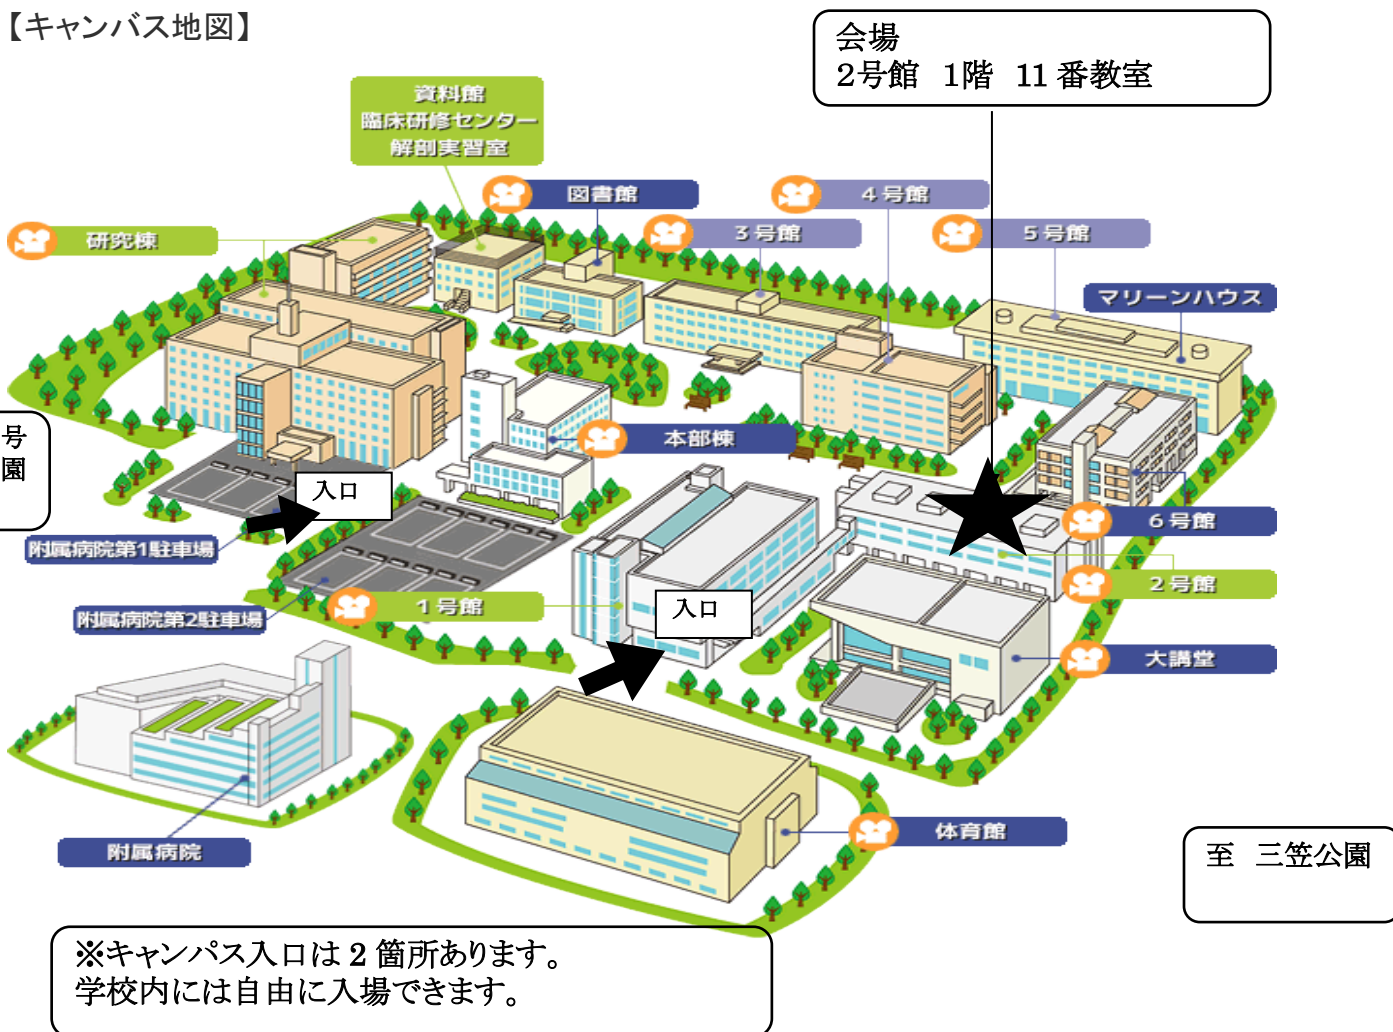 【キャンバス地図】
会場
2号館 1階 11番教室
資料館
臨床研修センター
解剖実習室
図書館
4号館
研究棟
3号館
5号館
マリーンハウス
号
園
本部棟
入口
6号館
附属病院第1駐車場
2号館
附属病院第2駐車場
1号館
入口
大講堂
附属病院
体育館
至 三笠公園
※キャンパス入口は2箇所あります。
学校内には自由に入場できます。